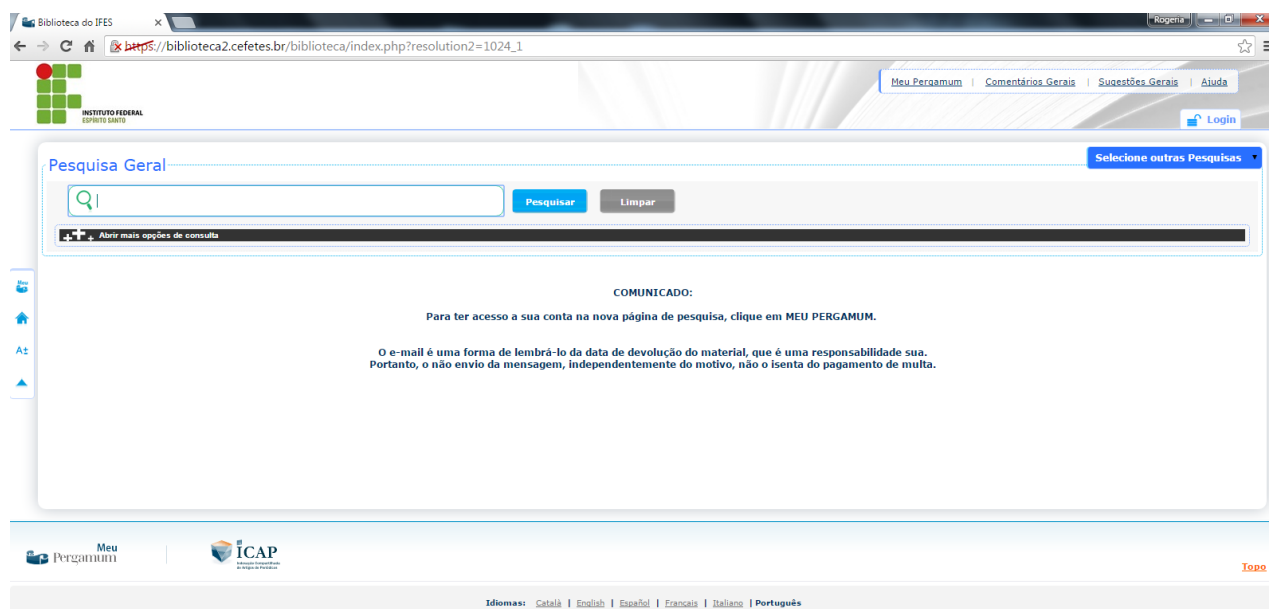 Biblioteca do IFES
Rogeria
https://biblioteca2.cefetes.br/biblioteca/index.php?resolution2=1024_1
Meu Pergamum | Comentários Gerais | Sugestões Gerais | Ajuda
INSTITUTO FEDERAL
ESPÍRITO SANTO
Login
Pesquisa Geral
Selecione outras Pesquisas
Pesquisar
Limpar
Abrir mais opções de consulta
Meu
COMUNICADO:
Para ter acesso a sua conta na nova página de pesquisa, clique em MEU PERGAMUM.
A±
O e-mail é uma forma de lembrá-lo da data de devolução do material, que é uma responsabilidade sua.
Portanto, o não envio da mensagem, independentemente do motivo, não o isenta do pagamento de multa.
Meu
Pergamum
ICAP
Topo
Idiomas: Català | English | Español | Français | Italiano | Português